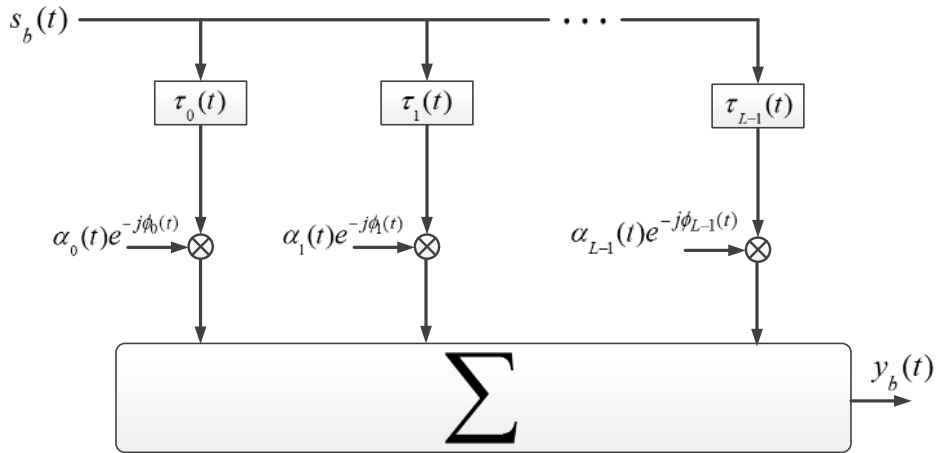 s_b(t) ...
τ_0(t) τ_1(t) τ_{L-1}(t)
α_0(t)e^{-jϕ_0(t)} α_1(t)e^{-jϕ_1(t)} α_{L-1}(t)e^{-jϕ_{L-1}(t)}
Σ y_b(t)